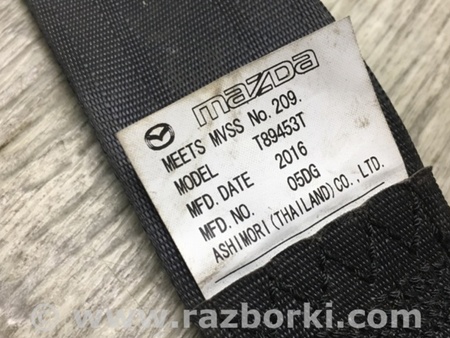 mazda
MEETS MVSS No. 209.
MODEL T89453T
MFD. DATE 2016
MFD. NO. 05DG
ASHIMORI(THAILAND)CO.,LTD.
© www.razborki.com